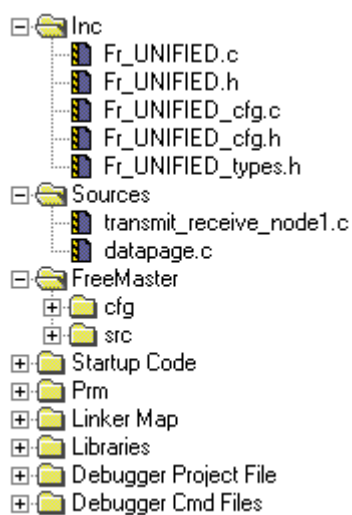 Inc
Fr_UNIFIED.c
Fr_UNIFIED.h
Fr_UNIFIED_cfg.c
Fr_UNIFIED_cfg.h
Fr_UNIFIED_types.h
Sources
transmit_receive_node1.c
datapage.c
FreeMaster
cfg
src
Startup Code
Prm
Linker Map
Libraries
Debugger Project File
Debugger Cmd Files